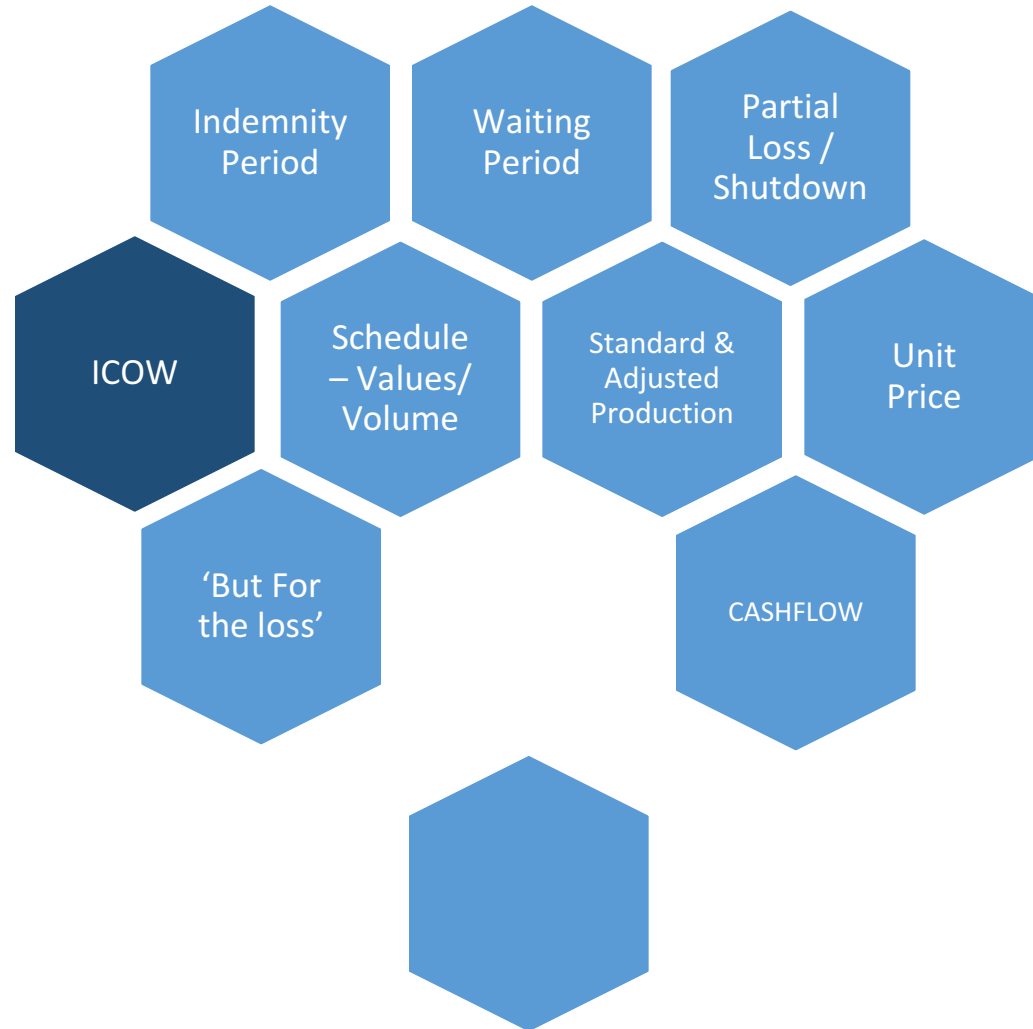 Indemnity
Period
Waiting
Period
Partial
Loss /
Shutdown
ICOW
Schedule
– Values/
Volume
Standard &
Adjusted
Production
Unit
Price
‘But For
the loss’
CASHFLOW